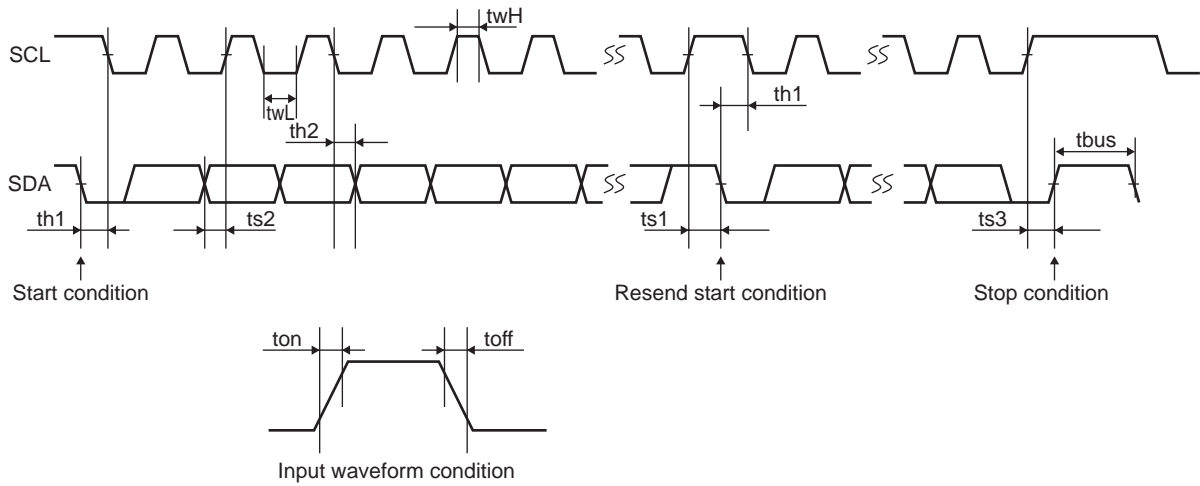 twH
SCL
twL
th1
th2
tbus
SDA
th1
ts2
ts1
ts3
Start condition
Resend start condition
Stop condition
ton
toff
Input waveform condition